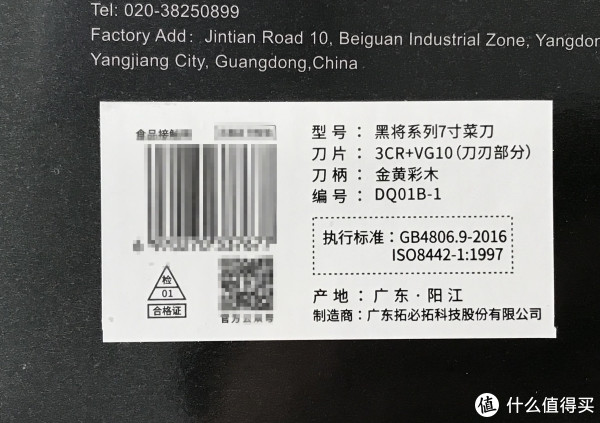 Tel: 020-38250899
Factory Add: Jintian Road 10, Beiguan Industrial Zone, Yangdon
Yangjiang City, Guangdong,China
食品接触
型号：黑将系列7寸菜刀
刀片：3CR+VG10(刀刃部分)
刀柄：金黄彩木
编号：DQ01B-1
执行标准：GB4806.9-2016
ISO8442-1:1997
检
01
合格证
官方
产地：广东·阳江
制造商：广东拓必拓科技股份有限公司
值 什么值得买